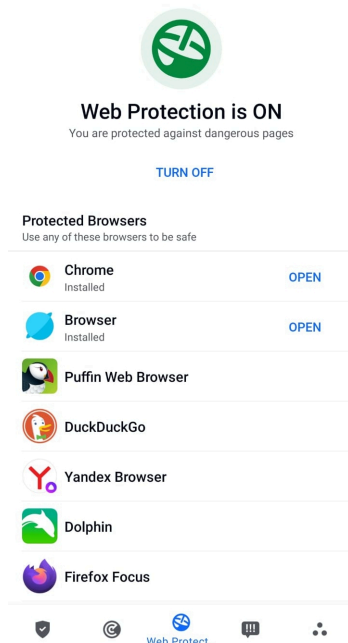 Web Protection is ON
You are protected against dangerous pages
TURN OFF
Protected Browsers
Use any of these browsers to be safe
Chrome
Installed
OPEN
Browser
Installed
OPEN
Puffin Web Browser
DuckDuckGo
Yandex Browser
Dolphin
Firefox Focus
Web Protect...